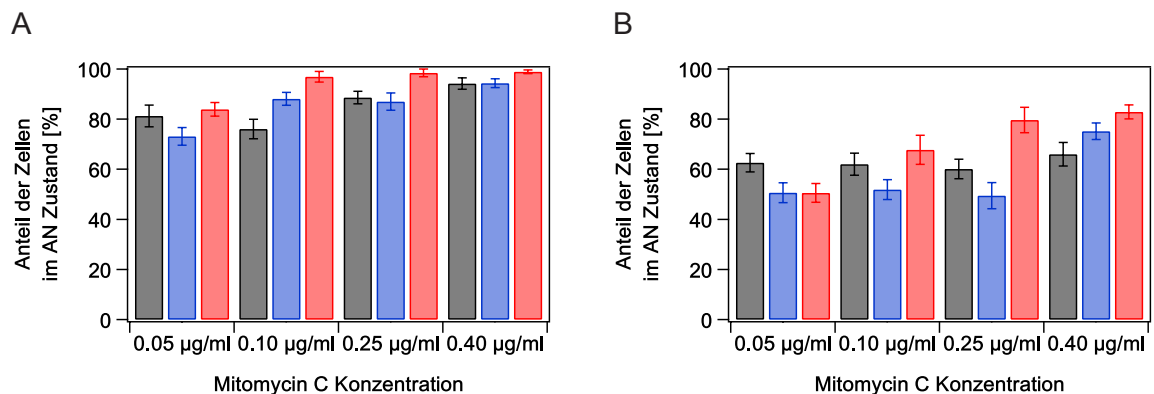 A
100
80
60
40
20
0
Anteil der Zellen
im AN Zustand [%]
0.05 µg/ml 0.10 µg/ml 0.25 µg/ml 0.40 µg/ml
Mitomycin C Konzentration
B
100
80
60
40
20
0
Anteil der Zellen
im AN Zustand [%]
0.05 µg/ml 0.10 µg/ml 0.25 µg/ml 0.40 µg/ml
Mitomycin C Konzentration